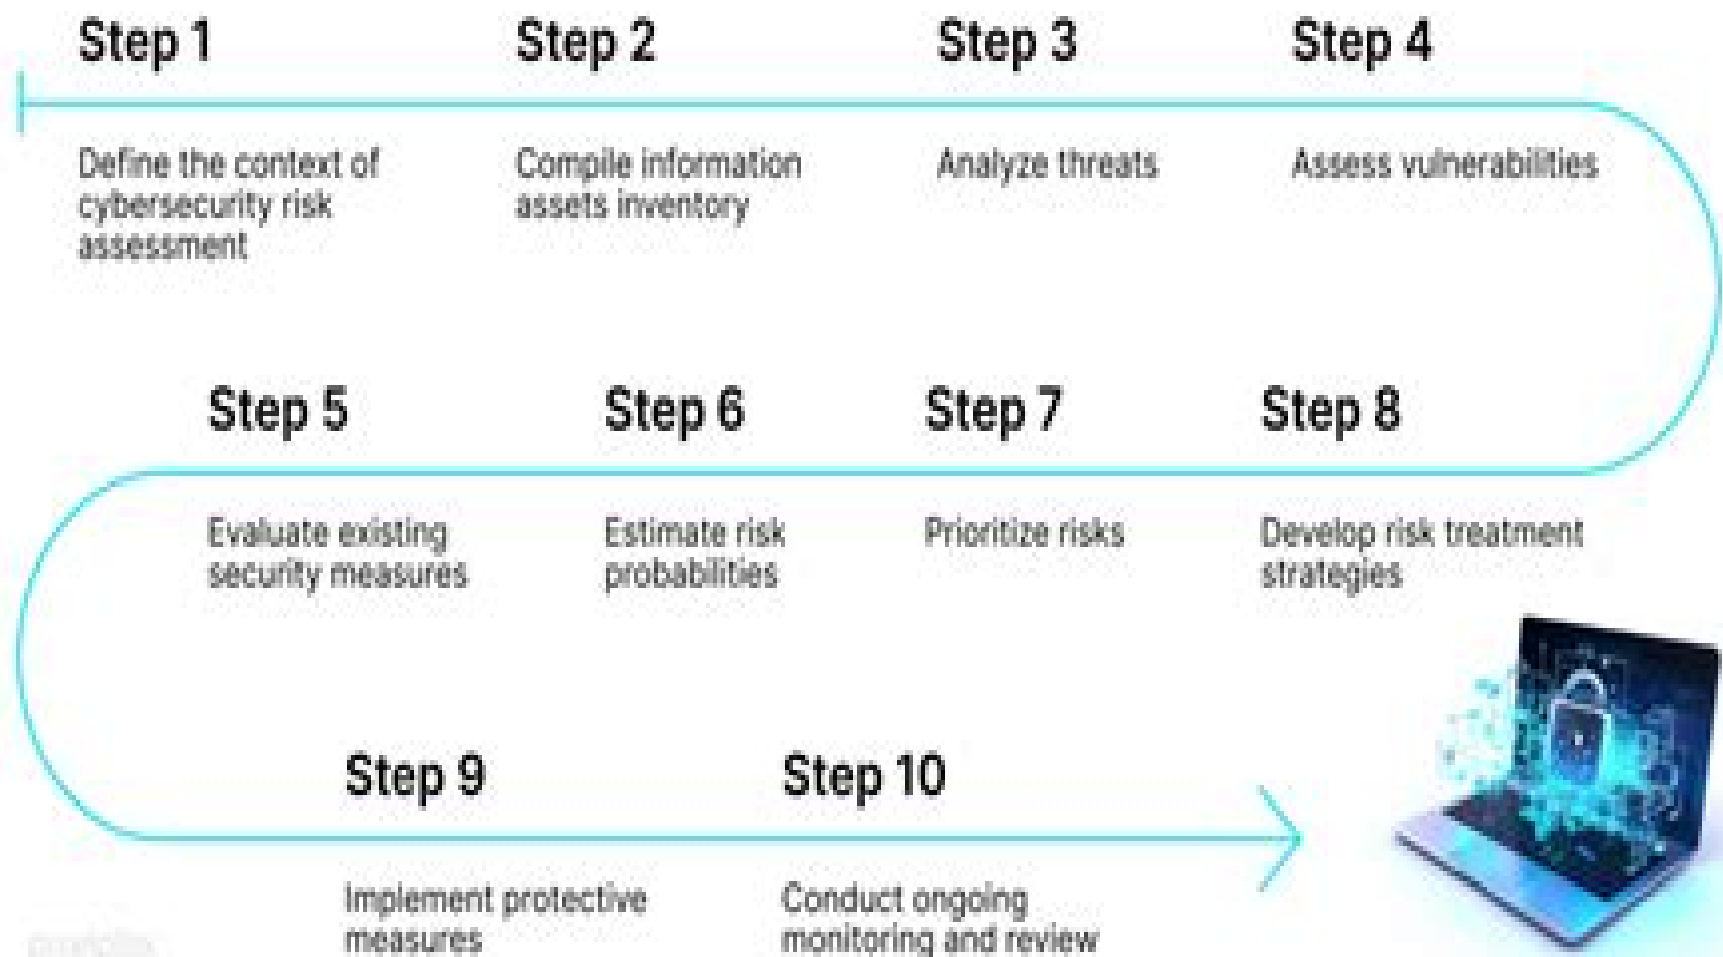 Step 1
Step 2
Step 3
Step 4
Define the context of
cybersecurity risk
assessment
Compile information
assets inventory
Analyze threats
Assess vulnerabilities
Step 5
Step 6
Step 7
Step 8
Evaluate existing
security measures
Estimate risk
probabilities
Prioritize risks
Develop risk treatment
strategies
Step 9
Step 10
Implement protective
measures
Conduct ongoing
monitoring and review